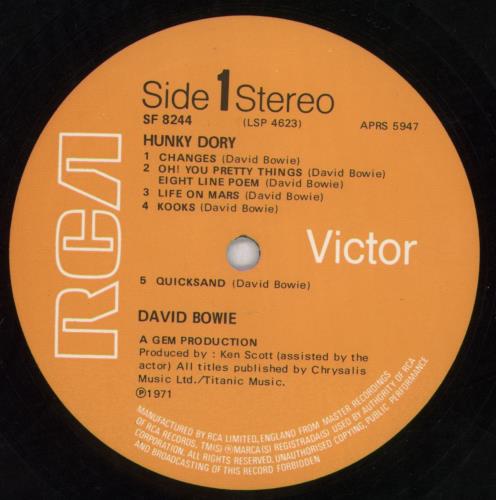 Side 1 Stereo
SF 8244 (LSP 4623) APRS 5947
HUNKY DORY
1 CHANGES (David Bowie)
2 OH! YOU PRETTY THINGS (David Bowie)
EIGHT LINE POEM (David Bowie)
3 LIFE ON MARS (David Bowie)
4 KOOKS (David Bowie)
RCA
Victor
5 QUICKSAND (David Bowie)
DAVID BOWIE
A GEM PRODUCTION
Produced by : Ken Scott (assisted by the
actor) All titles published by Chrysalis
Music Ltd./Titanic Music.
℗1971
MANUFACTURED BY RCA LIMITED, ENGLAND FROM MASTER RECORDINGS
OF RCA RECORDS. TM(S) ® MARCA(S) REGISTRADA(S) USED BY AUTHORITY OF RCA
CORPORATION. ALL RIGHTS RESERVED. UNAUTHORISED COPYING, PUBLIC PERFORMANCE
AND BROADCASTING OF THIS RECORD FORBIDDEN